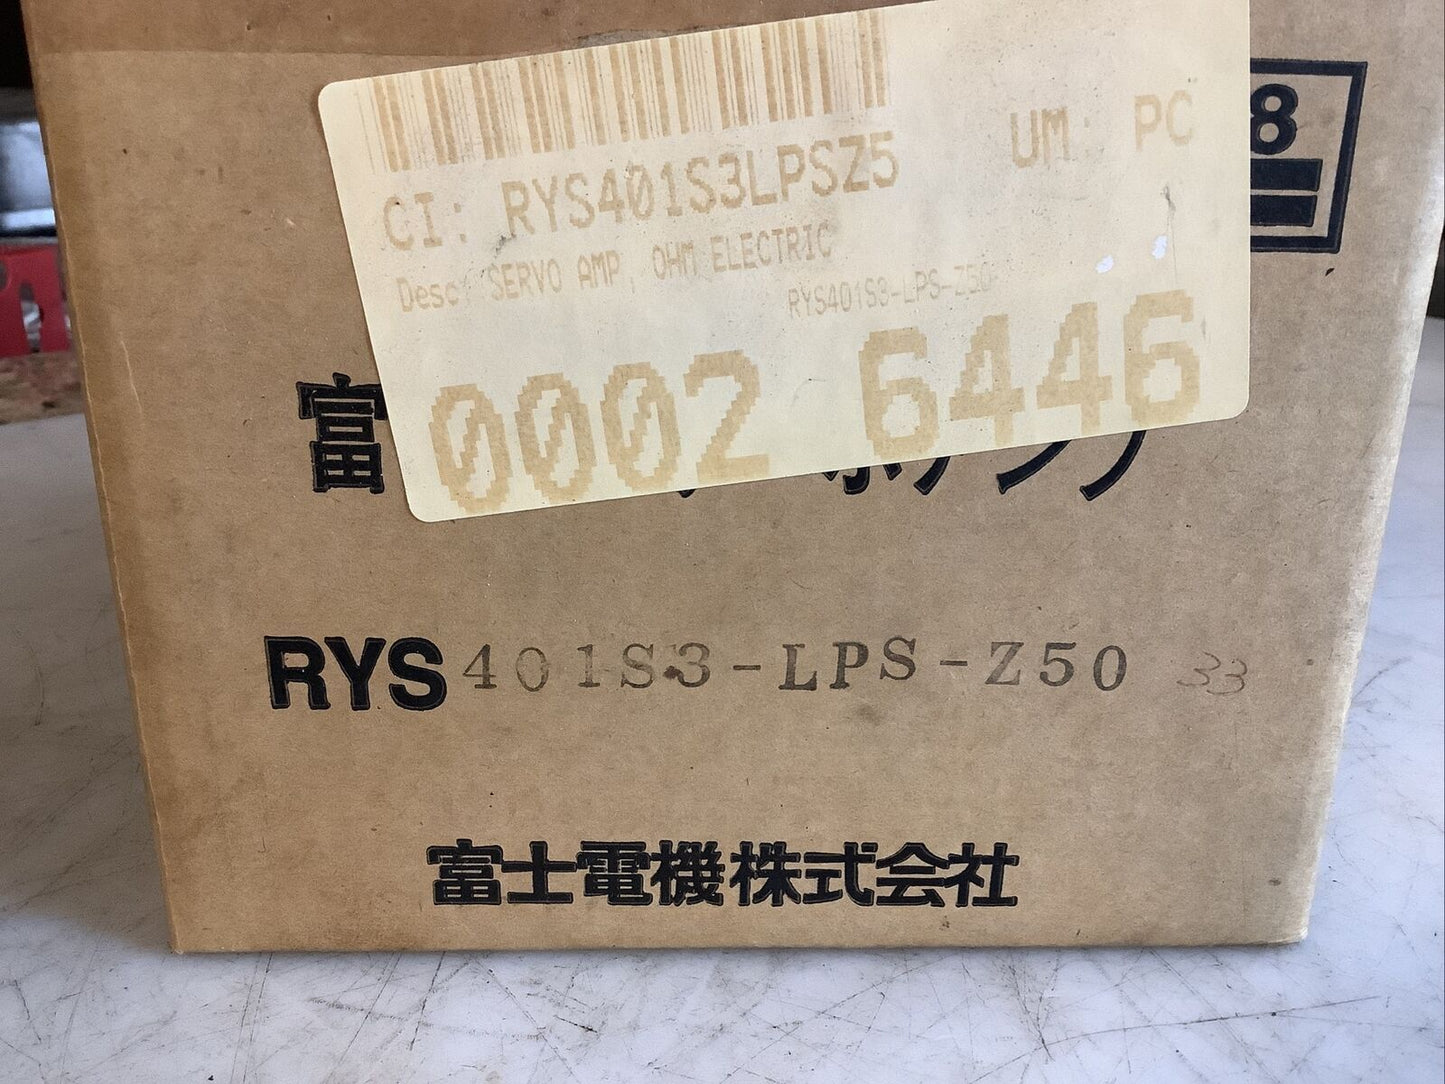 CI: RYS401S3LPSZ5 UM: PC
Desc: SERVO AMP, OHM ELECTRIC
RYS401S3-LPS-Z50-
0002 6446
8
富
RYS401S3-LPS-Z50 33
富士電機株式会社